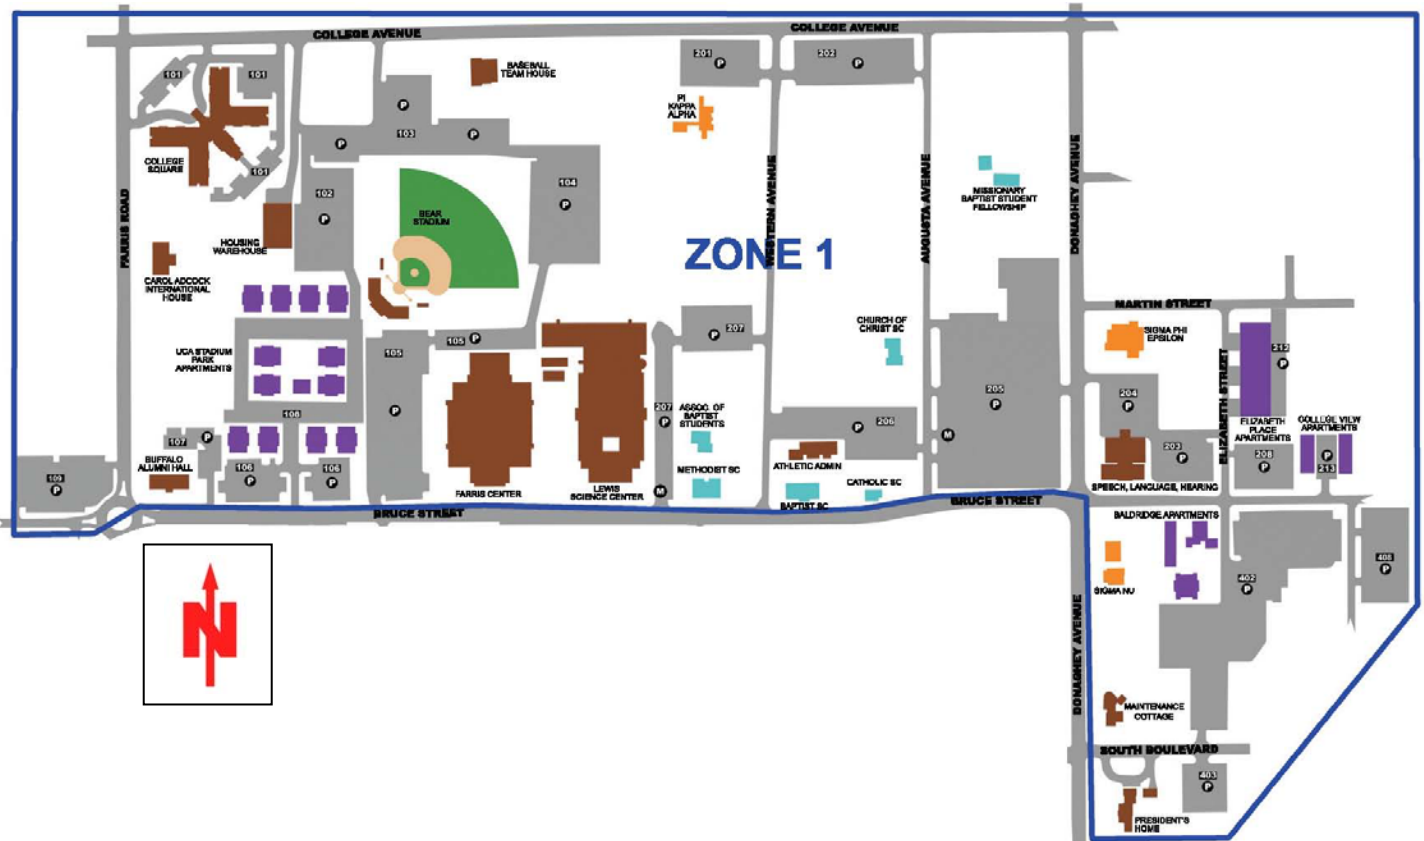 COLLEGE AVENUE
COLLEGE AVENUE
201
P
202
P
101
101
BASEBALL
TEAM HOUSE
PI
KAPPA
ALPHA
P
P
103
P
COLLEGE
SQUARE
101
102
P
104
P
BEAR
STADIUM
MISSIONARY
BAPTIST STUDENT
FELLOWSHIP
FARRIS ROAD
WESTERN AVENUE
AUGUSTA AVENUE
DONAGHEY AVENUE
HOUSING
WAREHOUSE
ZONE 1
CAROL ADCOCK
INTERNATIONAL
HOUSE
MARTIN STREET
CHURCH OF
CHRIST SC
SIGMA PHI
EPSILON
P
207
105
P
105
P
UCA STADIUM
PARK
APARTMENTS
212
P
ELIZABETH STREET
205
P
204
P
108
207
P
ASSOC. OF
BAPTIST
STUDENTS
P
206
M
ELIZABETH
PLACE
APARTMENTS
COLLEGE VIEW
APARTMENTS
107
P
BUFFALO
ALUMNI HALL
106
P
106
P
203
P
208
P
P
213
109
P
FARRIS CENTER
LEWIS
SCIENCE CENTER
M
METHODIST SC
ATHLETIC ADMIN
CATHOLIC SC
BAPTIST SC
SPEECH, LANGUAGE, HEARING
BRUCE STREET
BRUCE STREET
BALDRIDGE APARTMENTS
N
SIGMA NU
402
P
408
P
DONAGHEY AVENUE
MAINTENANCE
COTTAGE
SOUTH BOULEVARD
403
P
PRESIDENT'S
HOME